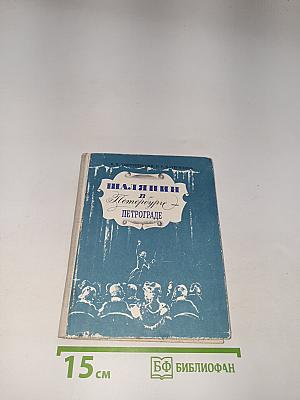 ШАЛЯПИН
в
Петербурге —
ПЕТРОГРАДЕ
15 см
БФ БИБЛИОФАН